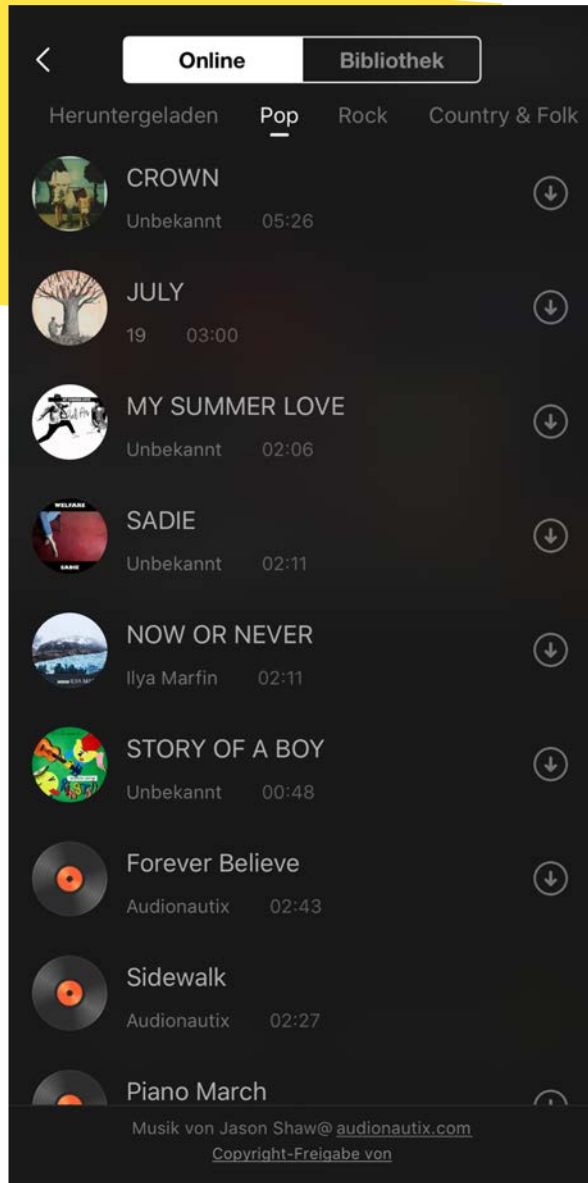 Online Bibliothek
Heruntergeladen Pop Rock Country & Folk
CROWN
Unbekannt 05:26
JULY
19 03:00
MY SUMMER LOVE
Unbekannt 02:06
WELFARE
SADIE
SADIE
Unbekannt 02:11
NOW OR NEVER
Ilya Marfin 02:11
STORY OF A BOY
Unbekannt 00:48
Forever Believe
Audionautix 02:43
Sidewalk
Audionautix 02:27
Piano March
Musik von Jason Shaw@ audionautix.com
Copyright-Freigabe von